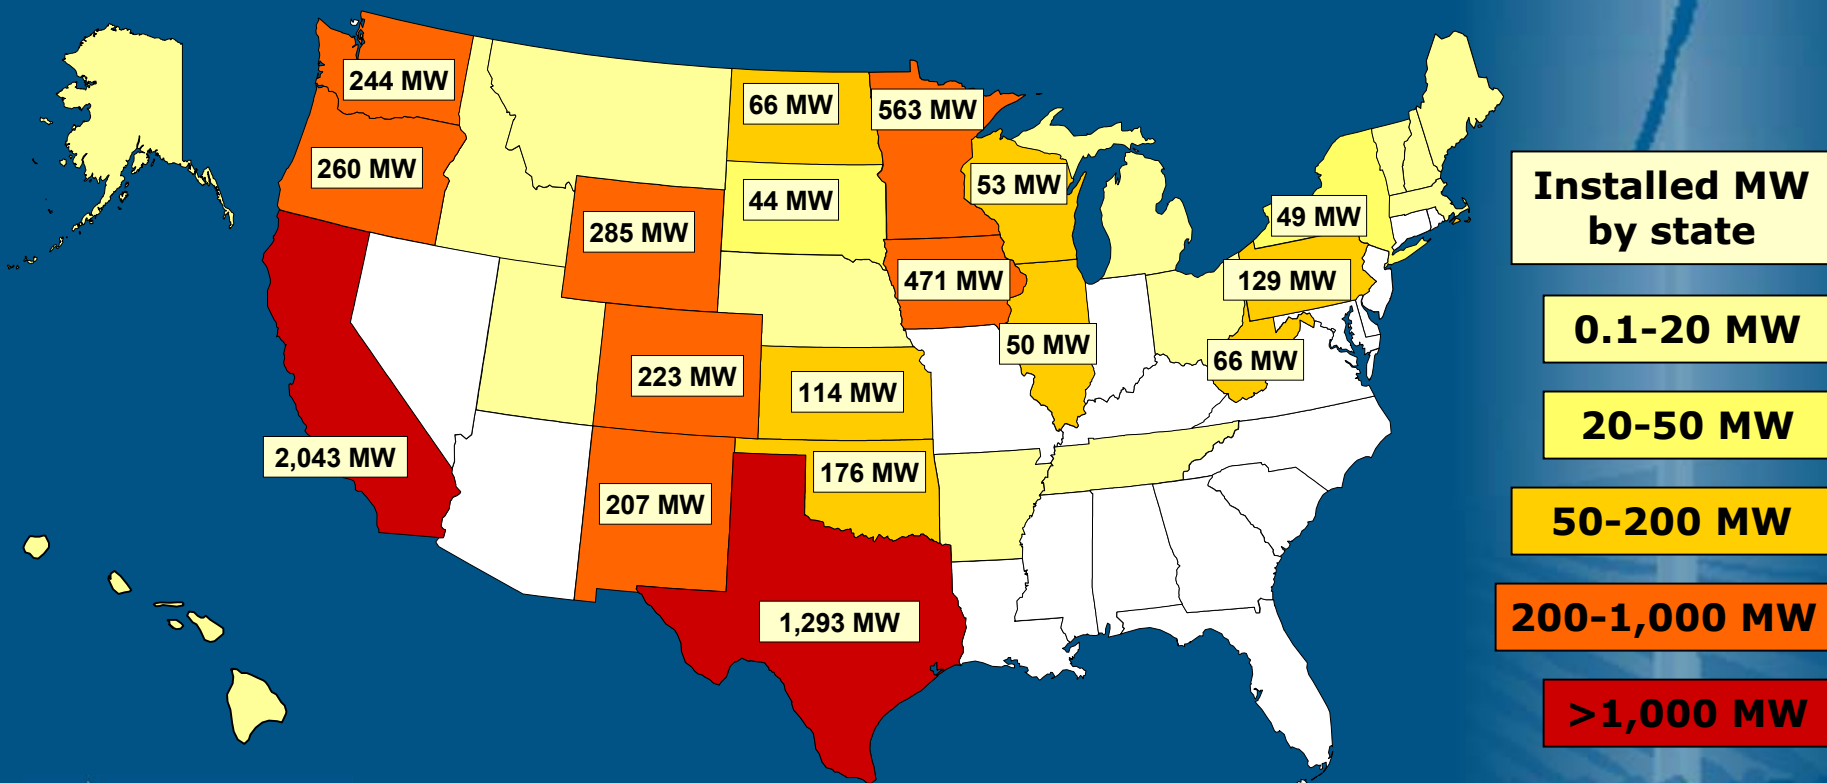 244 MW
66 MW
563 MW
260 MW
53 MW
44 MW
49 MW
285 MW
471 MW
129 MW
50 MW
66 MW
223 MW
114 MW
2,043 MW
176 MW
207 MW
1,293 MW
Installed MW
by state
0.1-20 MW
20-50 MW
50-200 MW
200-1,000 MW
>1,000 MW